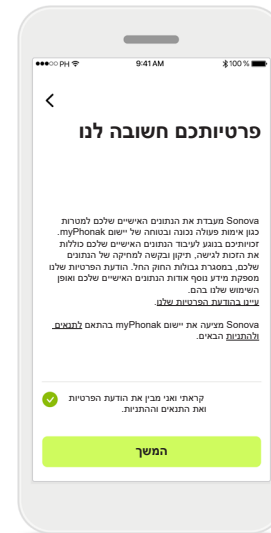 PH 9:41 AM 100 %
פרטיותכם חשובה לנו
Sonova מעבדת את הנתונים האישיים שלכם למטרות
כגון אימות פעולה נכונה ובטוחה של יישום myPhonak.
זכויותיכם בנוגע לעיבוד הנתונים האישיים שלכם כוללות
את הזכות לגישה, תיקון ובקשה למחיקה של הנתונים
שלכם, במסגרת גבולות החוק החל. הודעת הפרטיות שלנו
מספקת מידע נוסף אודות הנתונים האישיים שלכם ואופן
השימוש שלנו בהם.
עיינו בהודעת הפרטיות שלנו.
Sonova מציעה את יישום myPhonak בהתאם לתנאים
ולהתניות הבאים.
קראתי ואני מבין את הודעת הפרטיות
ואת התנאים וההתניות.
המשך